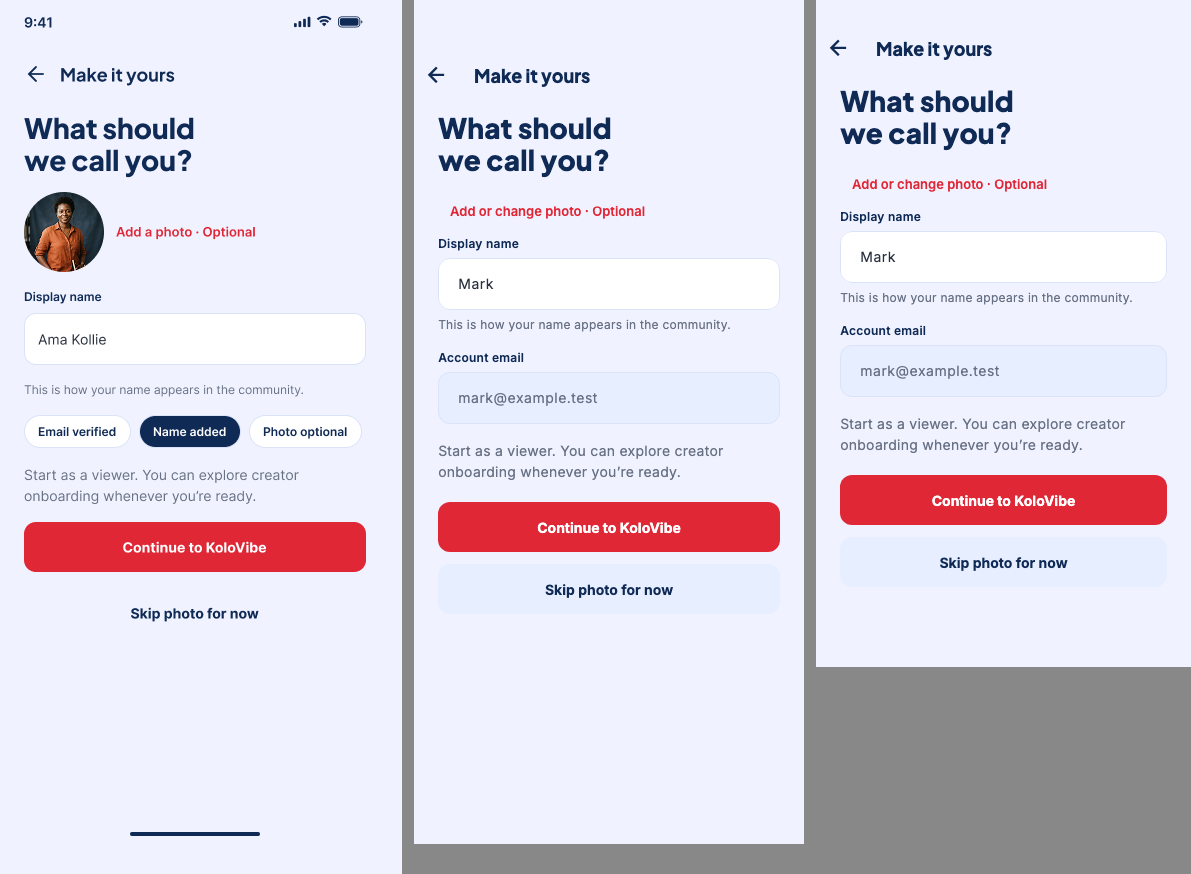 9:41
Make it yours
What should
we call you?
Add a photo · Optional
Display name
Ama Kollie
This is how your name appears in the community.
Email verified
Name added
Photo optional
Start as a viewer. You can explore creator
onboarding whenever you’re ready.
Continue to KoloVibe
Skip photo for now
Make it yours
What should
we call you?
Add or change photo · Optional
Display name
Mark
This is how your name appears in the community.
Account email
mark@example.test
Start as a viewer. You can explore creator
onboarding whenever you’re ready.
Continue to KoloVibe
Skip photo for now
Make it yours
What should
we call you?
Add or change photo · Optional
Display name
Mark
This is how your name appears in the community.
Account email
mark@example.test
Start as a viewer. You can explore creator
onboarding whenever you’re ready.
Continue to KoloVibe
Skip photo for now